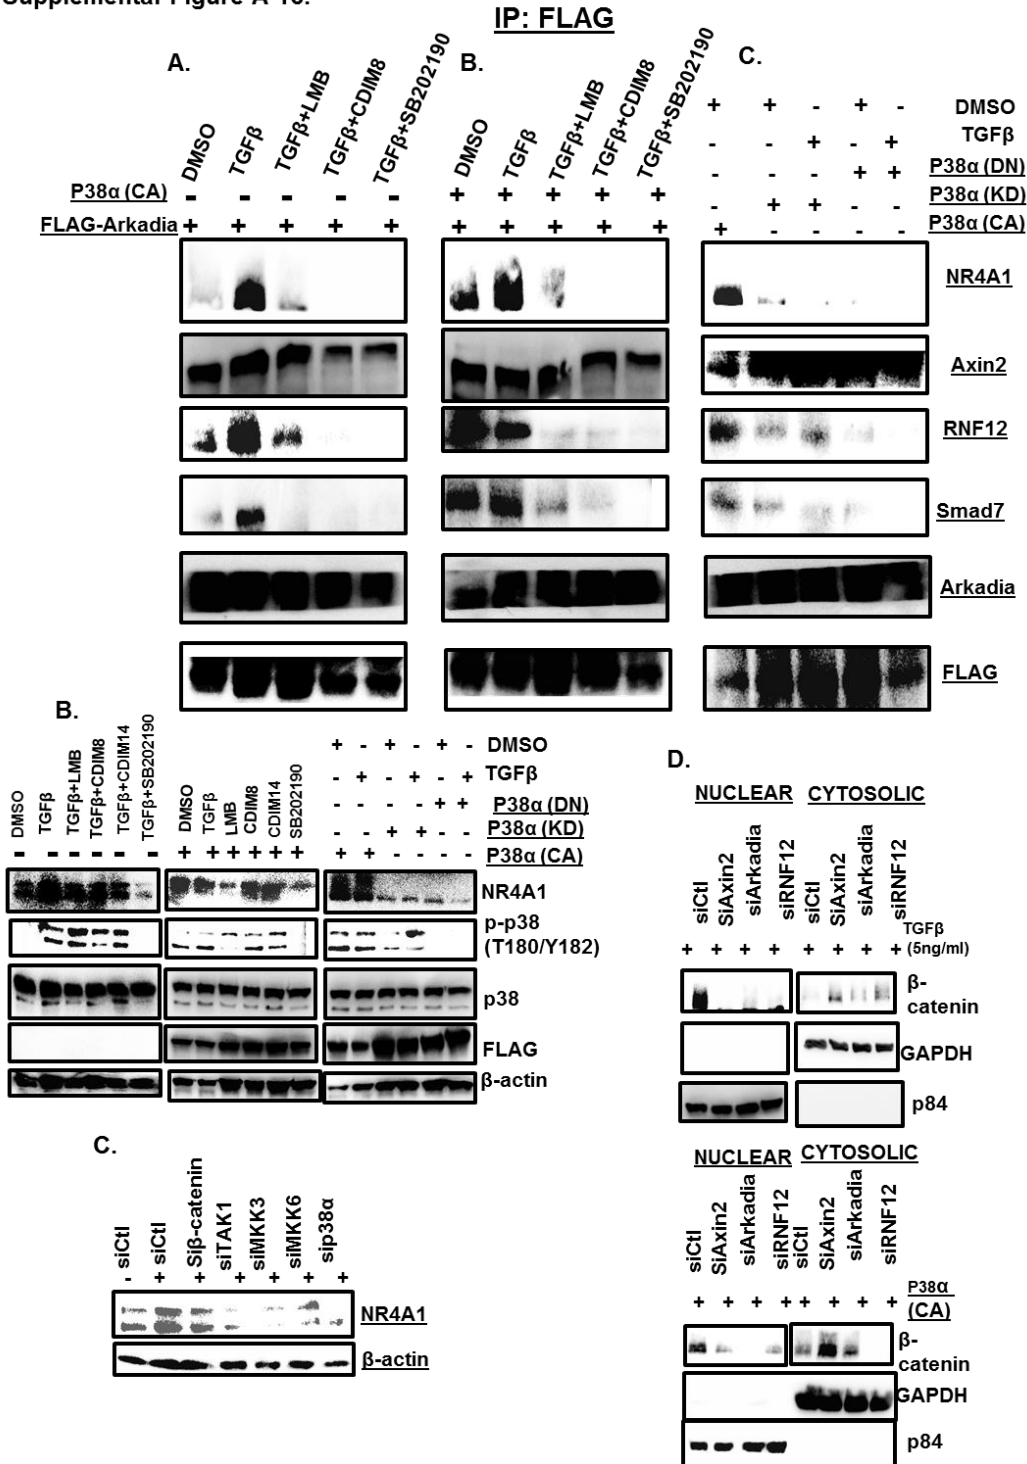 Supplemental Figure A-10.
IP: FLAG
A.
DMSO
TGFβ
TGFβ+LMB
TGFβ+CDIM8
TGFβ+SB202190
P38α (CA) - - - - -
FLAG-Arkadia + + + + +
B.
DMSO
TGFβ
TGFβ+LMB
TGFβ+CDIM8
TGFβ+SB202190
+ + + + +
+ + + + +
C.
+ + - + - DMSO
- - + - + TGFβ
- - - + + P38α (DN)
- + + - - P38α (KD)
+ - - - - P38α (CA)
NR4A1
Axin2
RNF12
Smad7
Arkadia
FLAG
B.
DMSO
TGFβ
TGFβ+LMB
TGFβ+CDIM8
TGFβ+CDIM14
TGFβ+SB202190
- - - - - -
DMSO
TGFβ
LMB
CDIM8
CDIM14
SB202190
+ + + + + +
+ - + - + - DMSO
- + - + - + TGFβ
- - - - + + P38α (DN)
- - + + - - P38α (KD)
+ + - - - - P38α (CA)
NR4A1
p-p38
(T180/Y182)
p38
FLAG
β-actin
C.
siCtl
siCtl
Siβ-catenin
siTAK1
siMKK3
siMKK6
sip38α
- + + + + + +
NR4A1
β-actin
D.
NUCLEAR CYTOSOLIC
siCtl
SiAxin2
siArkadia
siRNF12
siCtl
SiAxin2
siArkadia
siRNF12
TGFβ
+ + + + + + + + (5ng/ml)
β-
catenin
GAPDH
p84
NUCLEAR CYTOSOLIC
siCtl
SiAxin2
siArkadia
siRNF12
siCtl
SiAxin2
siArkadia
siRNF12
+ + + + + + + + P38α
(CA)
β-
catenin
GAPDH
p84